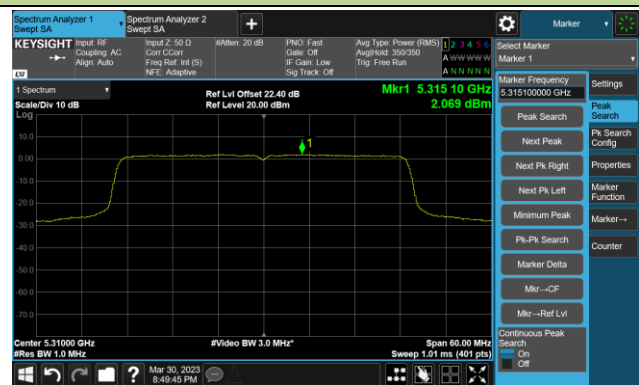 Spectrum Analyzer 1
Swept SA
Spectrum Analyzer 2
Swept SA
+
Marker
KEYSIGHT
Input: RF
Coupling: AC
Align: Auto
Input Z: 50 Ω
Corr CCorr
Freq Ref: Int (S)
NFE: Adaptive
#Atten: 20 dB
PNO: Fast
Gate: Off
IF Gain: Low
Sig Track: Off
Avg Type: Power (RMS)
Avg|Hold: 350/350
Trig: Free Run
1 2 3 4 5 6
A W W W W W
A N N N N N
LXI
Select Marker
Marker 1
1 Spectrum
Scale/Div 10 dB
Log
Ref Lvl Offset 22.40 dB
Ref Level 20.00 dBm
Mkr1 5.315 10 GHz
2.069 dBm
10.0
0.00
-10.0
-20.0
-30.0
-40.0
-50.0
-60.0
-70.0
1
Center 5.31000 GHz
#Res BW 1.0 MHz
#Video BW 3.0 MHz*
Span 60.00 MHz
Sweep 1.01 ms (401 pts)
Marker Frequency
5.315100000 GHz
Peak Search
Next Peak
Next Pk Right
Next Pk Left
Minimum Peak
Pk-Pk Search
Marker Delta
Mkr→CF
Mkr→Ref Lvl
Continuous Peak
Search
On
Off
Settings
Peak
Search
Pk Search
Config
Properties
Marker
Function
Marker→
Counter
?
Mar 30, 2023
8:49:45 PM